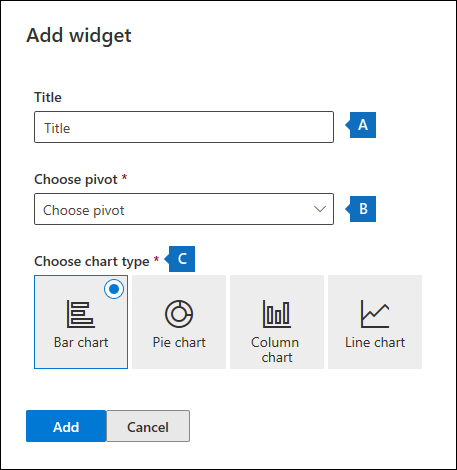 Add widget
Title
Title
A
Choose pivot *
Choose pivot
B
Choose chart type *
C
Bar chart
Pie chart
Column
chart
Line chart
Add
Cancel